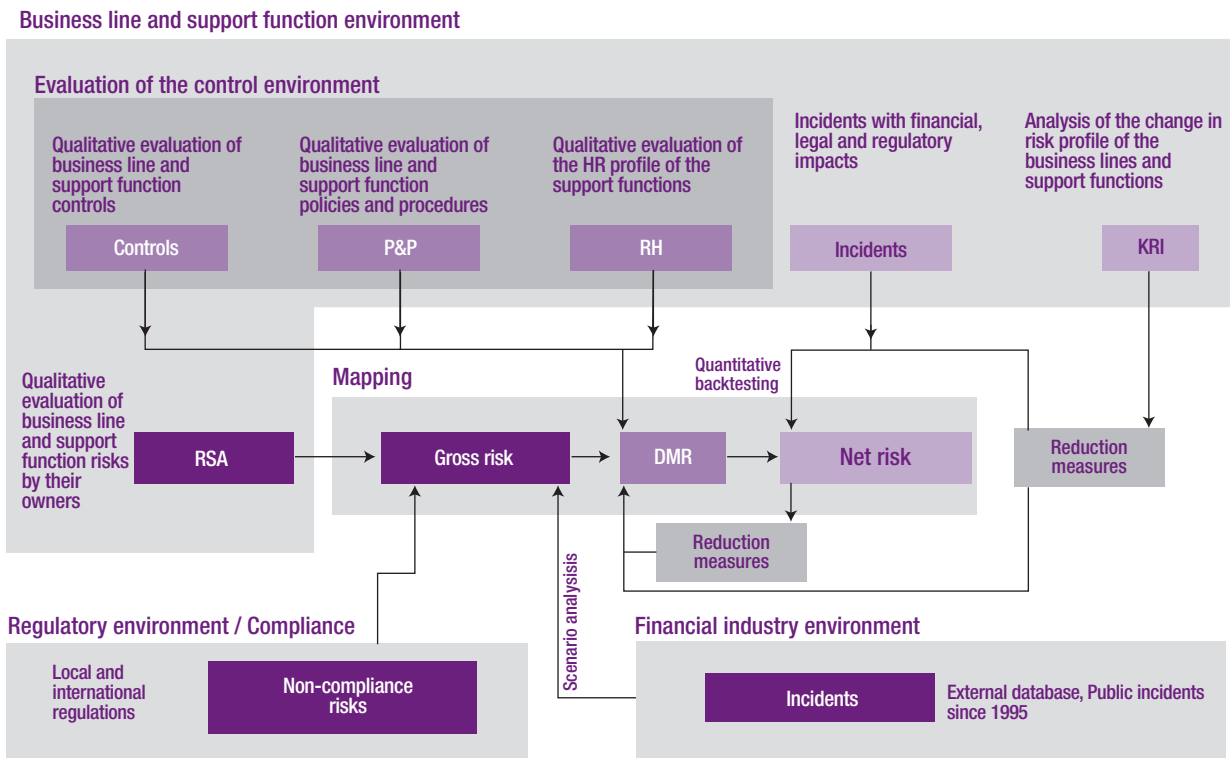 Business line and support function environment
Evaluation of the control environment
Qualitative evaluation of
business line and
support function
controls
Qualitative evaluation of
business line and
support function
policies and procedures
Qualitative evaluation of
the HR profile of the
support functions
Incidents with financial,
legal and regulatory
impacts
Analysis of the change in
risk profile of the
business lines and
support functions
Controls
P&P
RH
Incidents
KRI
Qualitative
evaluation of
business line
and support
function risks
by their
owners
RSA
Mapping
Quantitative
backtesting
Gross risk
DMR
Net risk
Reduction
measures
Reduction
measures
Scenario analysisis
Regulatory environment / Compliance
Local and
international
regulations
Non-compliance
risks
Financial industry environment
Incidents
External database, Public incidents
since 1995